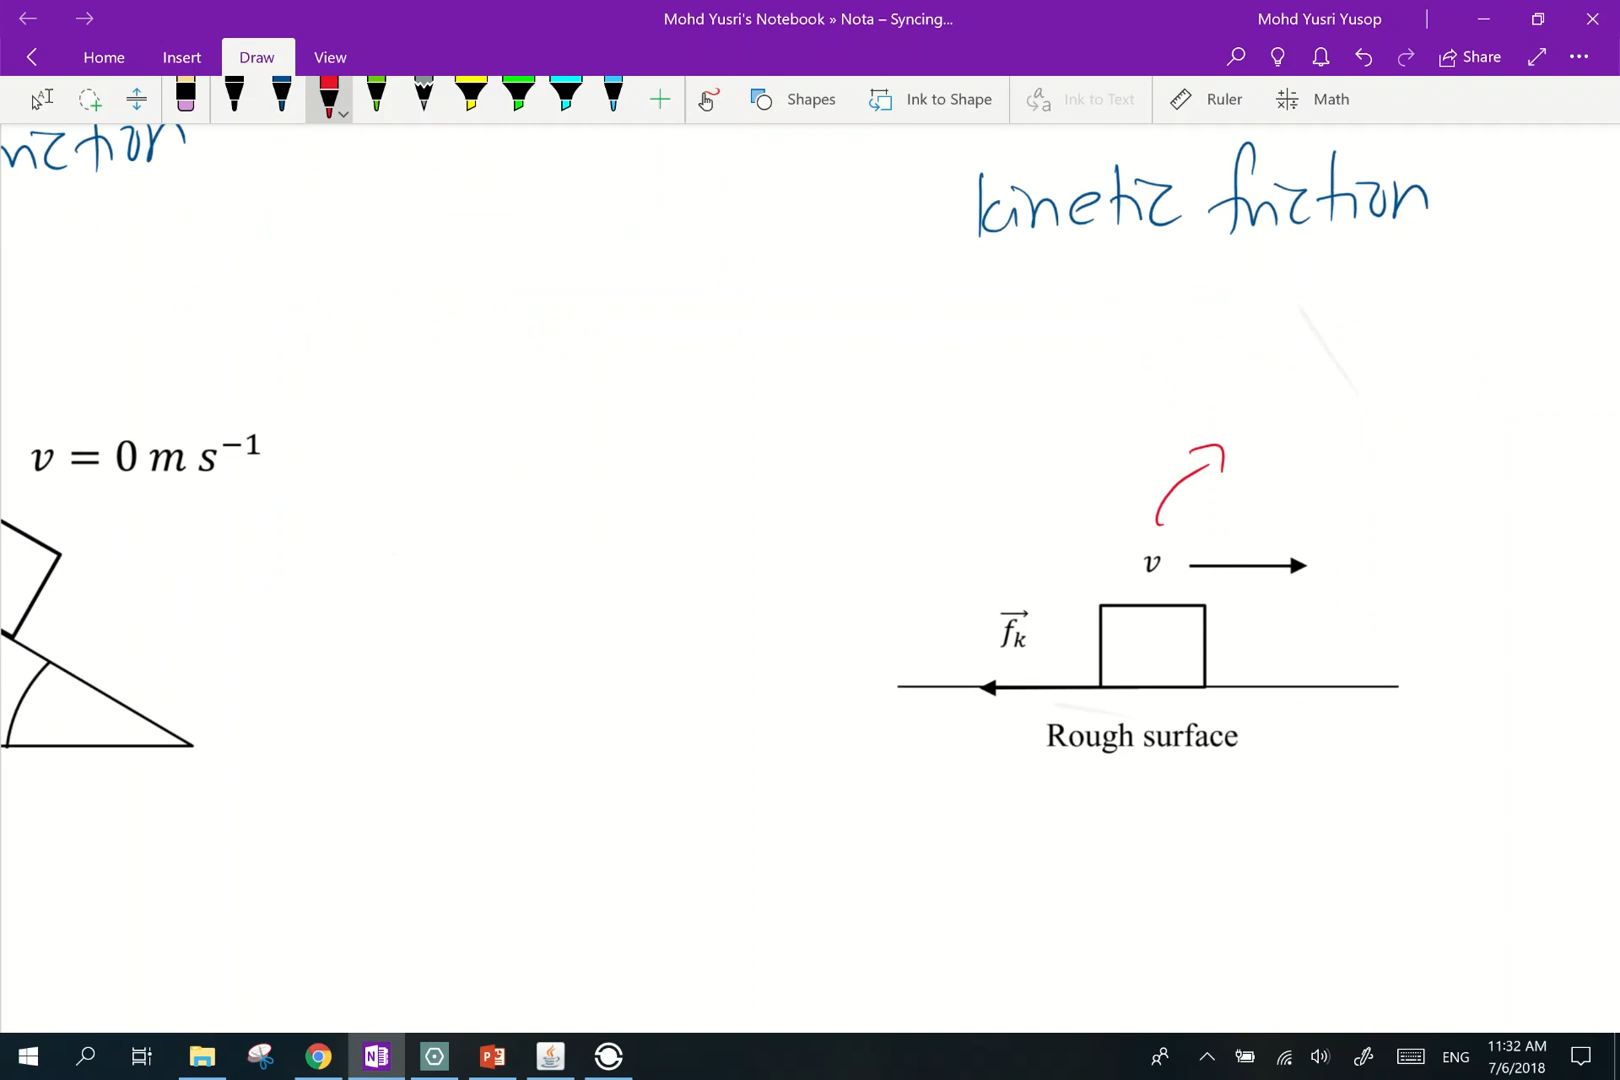 Mohd Yusri's Notebook » Nota – Syncing...
Mohd Yusri Yusop
Home Insert Draw View
Share
Shapes Ink to Shape Ink to Text Ruler Math
kinetic friction
v = 0 m s⁻¹
v
f⃗ₖ
Rough surface
ENG
11:32 AM
7/6/2018